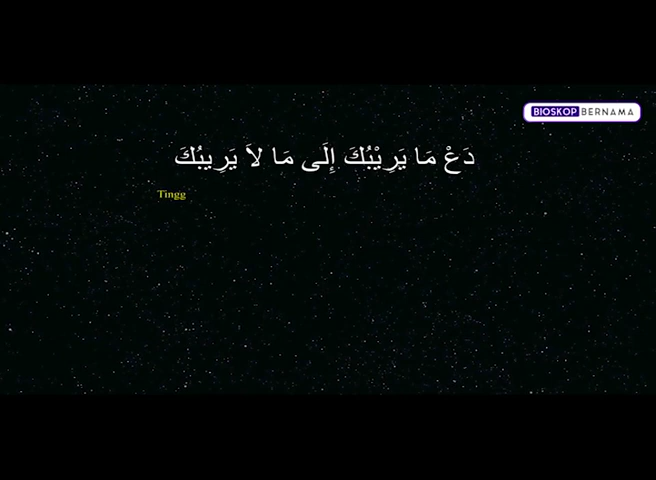 BIOSKOP BERNAMA
دَعْ مَا يَرِيْبُكَ إِلَى مَا لاَ يَرِيبُكَ
Tingg